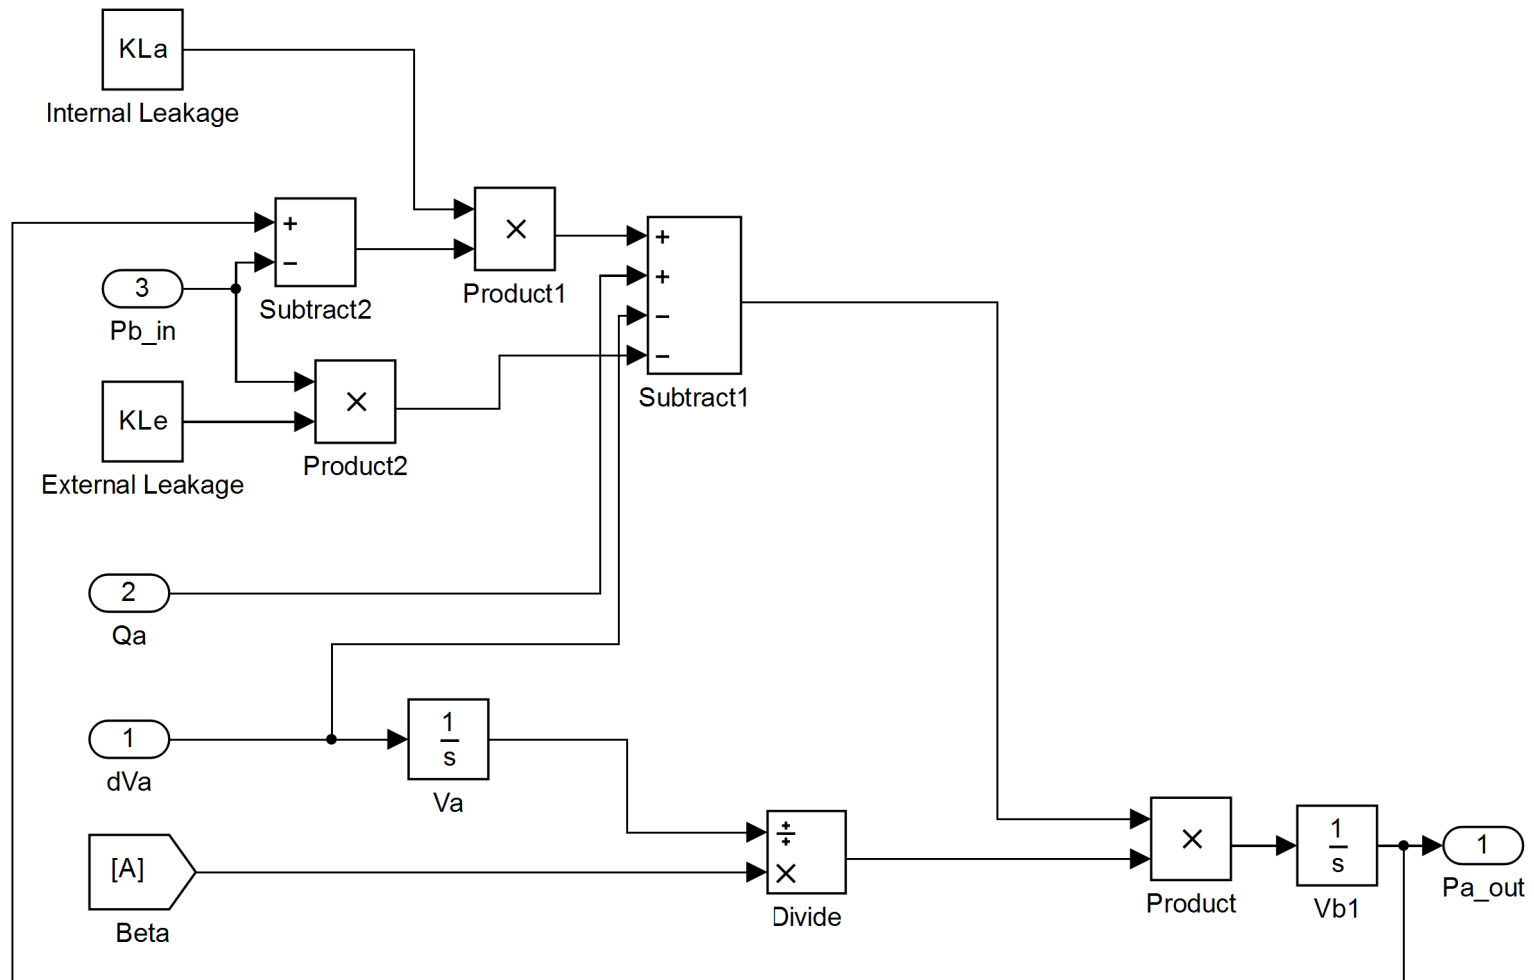 KLa
Internal Leakage
+
−
Subtract2
3
Pb_in
×
Product1
+
+
−
−
Subtract1
KLe
External Leakage
×
Product2
2
Qa
1
dVa
1
s
Va
[A]
Beta
÷
×
Divide
×
Product
1
s
Vb1
1
Pa_out